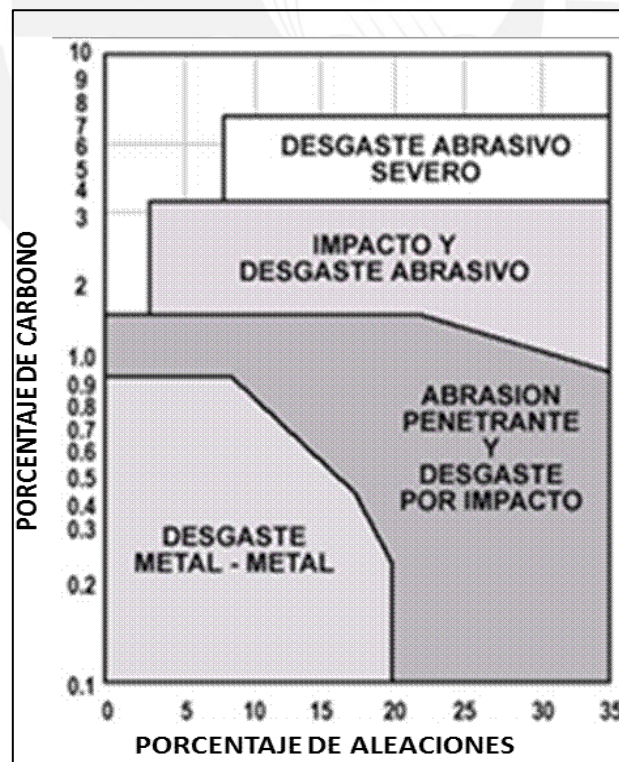 10
9
8
7
6
5
4
3
2
1.0
0.9
0.8
0.7
0.6
0.5
0.4
0.3
0.2
0.1
PORCENTAJE DE CARBONO
DESGASTE ABRASIVO
SEVERO
IMPACTO Y
DESGASTE ABRASIVO
ABRASION
PENETRANTE
Y
DESGASTE
POR IMPACTO
DESGASTE
METAL - METAL
0 5 10 15 20 25 30 35
PORCENTAJE DE ALEACIONES